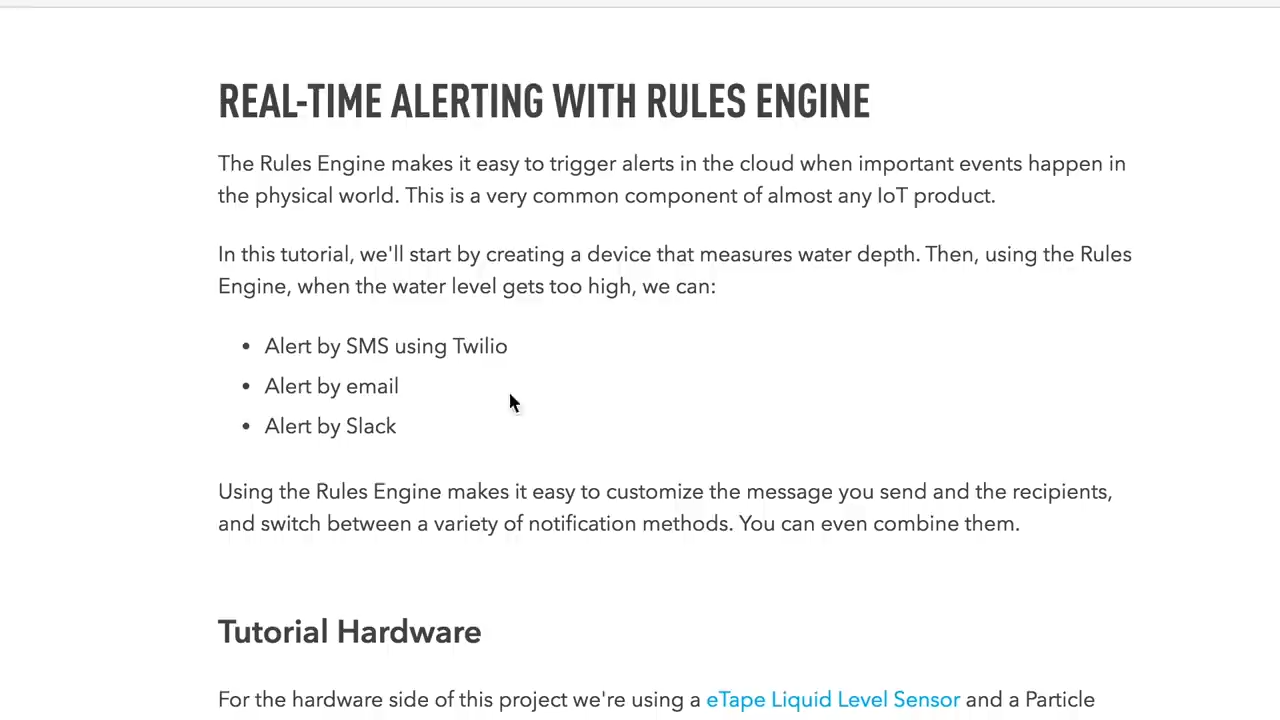 REAL-TIME ALERTING WITH RULES ENGINE
The Rules Engine makes it easy to trigger alerts in the cloud when important events happen in
the physical world. This is a very common component of almost any IoT product.
In this tutorial, we'll start by creating a device that measures water depth. Then, using the Rules
Engine, when the water level gets too high, we can:
• Alert by SMS using Twilio
• Alert by email
• Alert by Slack
Using the Rules Engine makes it easy to customize the message you send and the recipients,
and switch between a variety of notification methods. You can even combine them.
Tutorial Hardware
For the hardware side of this project we're using a eTape Liquid Level Sensor and a Particle